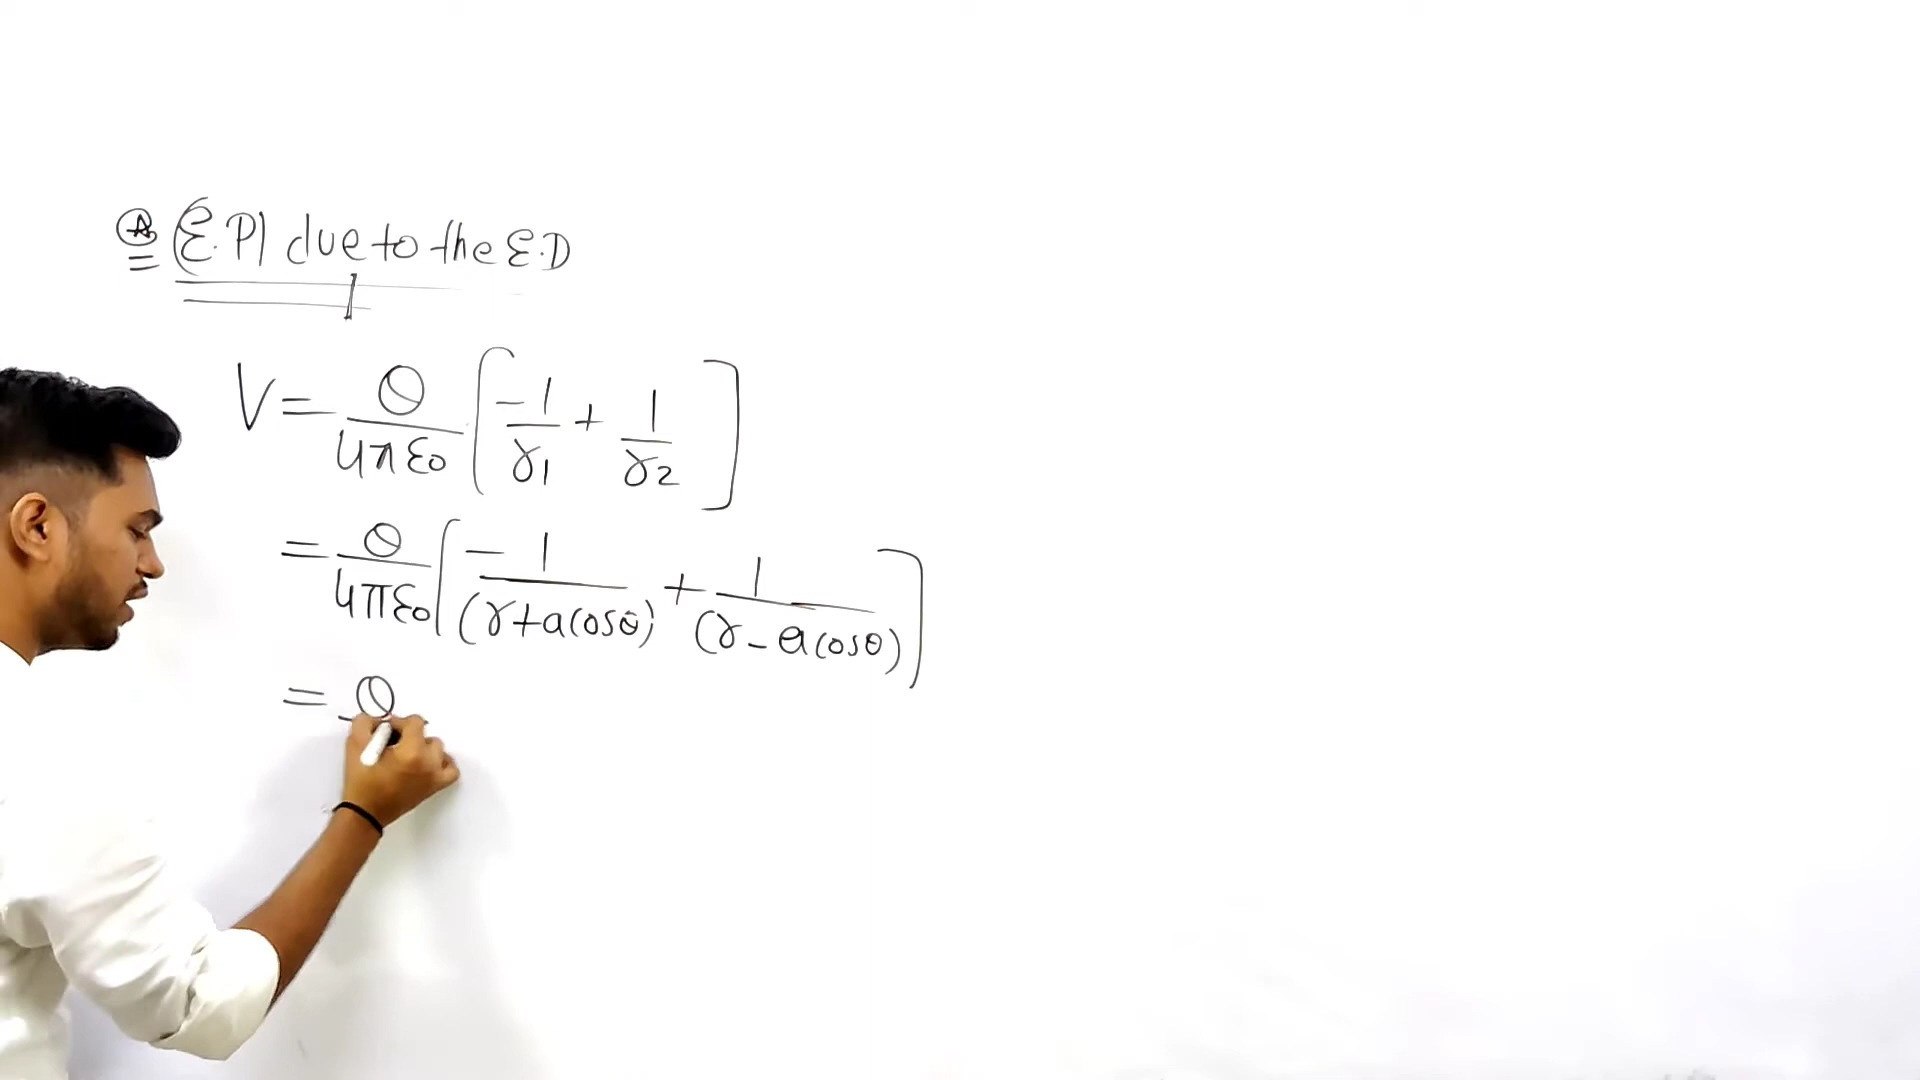 (E.P) due to the E.D
V = Q/4πε₀ [-1/r₁ + 1/r₂]
= Q/4πε₀ [-1/(r+acosθ) + 1/(r-acosθ)]
= Q